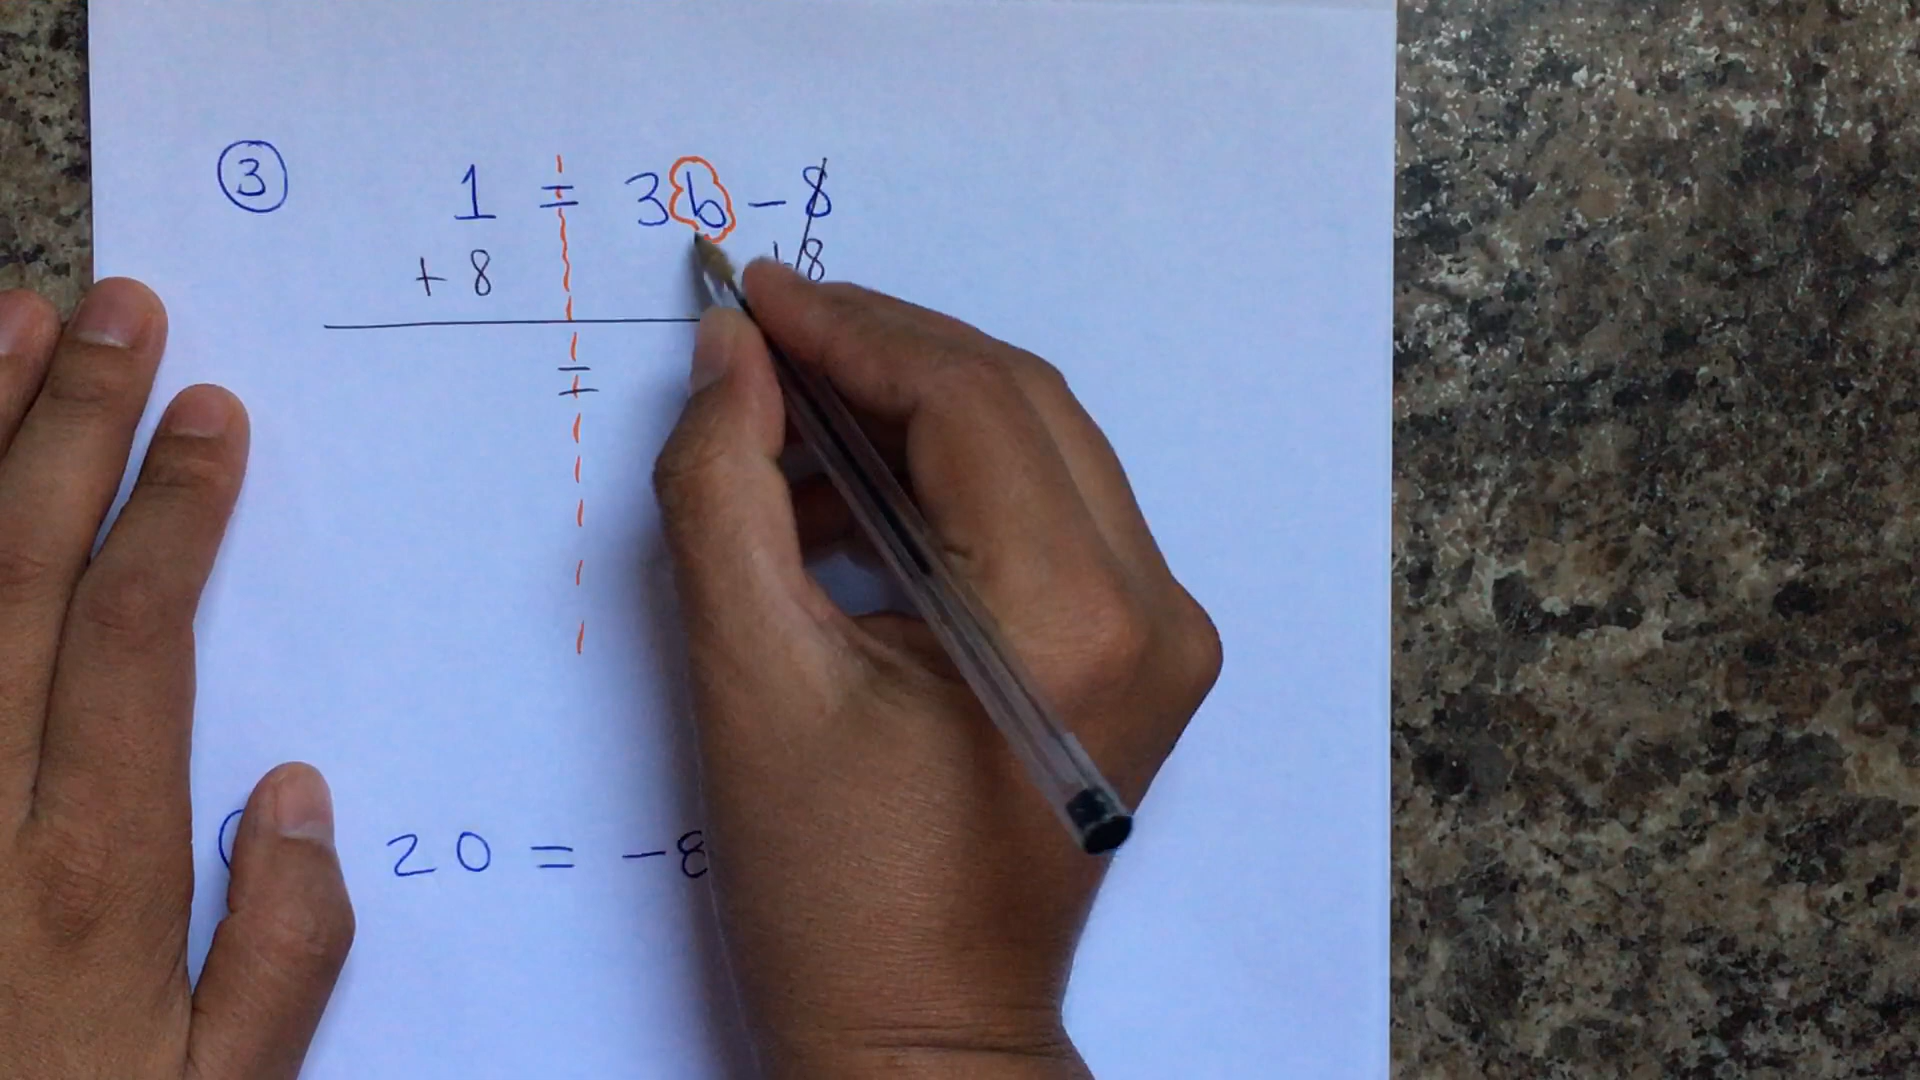 ③ 1 = 3b - 8
+ 8 + 8
=
20 = -8